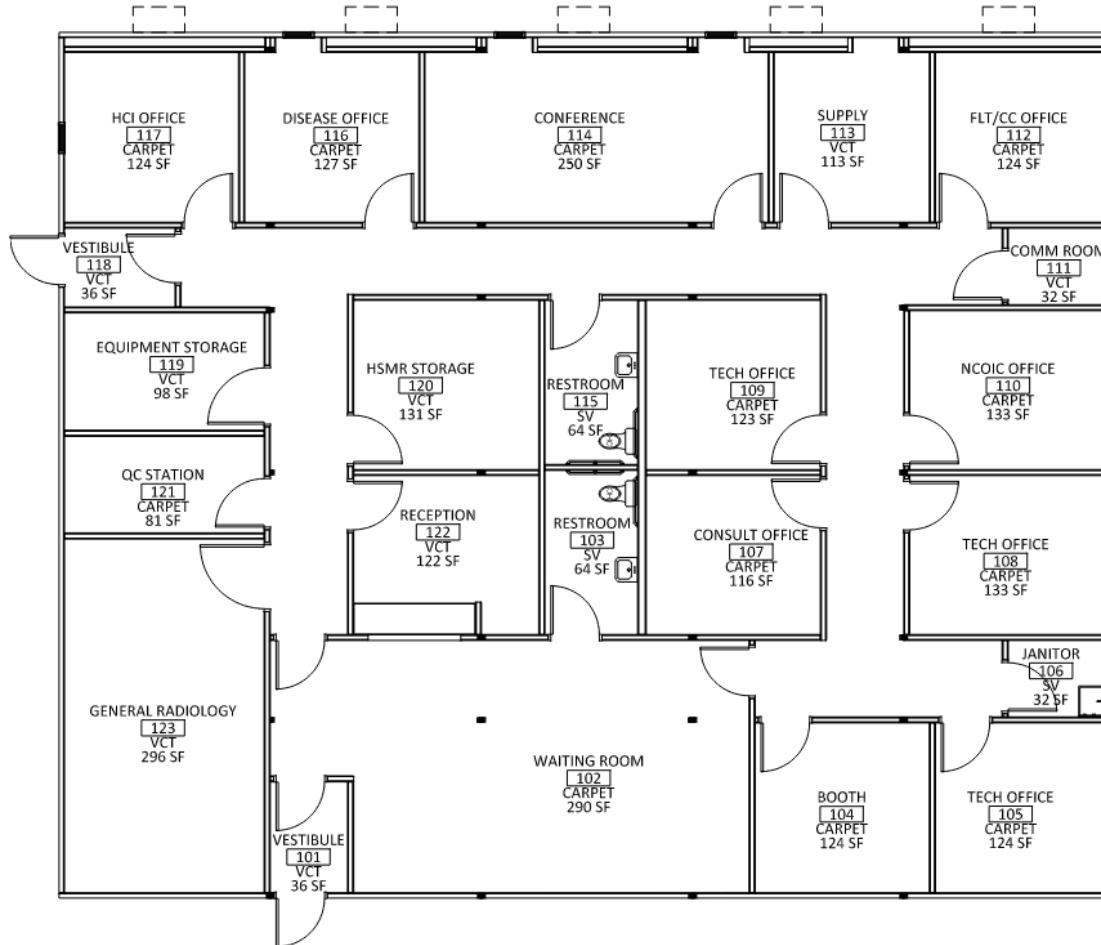 HCI OFFICE
117
CARPET
124 SF
DISEASE OFFICE
116
CARPET
127 SF
CONFERENCE
114
CARPET
250 SF
SUPPLY
113
VCT
113 SF
FLT/CC OFFICE
112
CARPET
124 SF
VESTIBULE
118
VCT
36 SF
COMM ROOM
111
VCT
32 SF
EQUIPMENT STORAGE
119
VCT
98 SF
HSMR STORAGE
120
VCT
131 SF
RESTROOM
115
SV
64 SF
TECH OFFICE
109
CARPET
123 SF
NCOIC OFFICE
110
CARPET
133 SF
QC STATION
121
CARPET
81 SF
RECEPTION
122
VCT
122 SF
RESTROOM
103
SV
64 SF
CONSULT OFFICE
107
CARPET
116 SF
TECH OFFICE
108
CARPET
133 SF
JANITOR
106
SV
32 SF
GENERAL RADIOLOGY
123
VCT
296 SF
WAITING ROOM
102
CARPET
290 SF
BOOTH
104
CARPET
124 SF
TECH OFFICE
105
CARPET
124 SF
VESTIBULE
101
VCT
36 SF